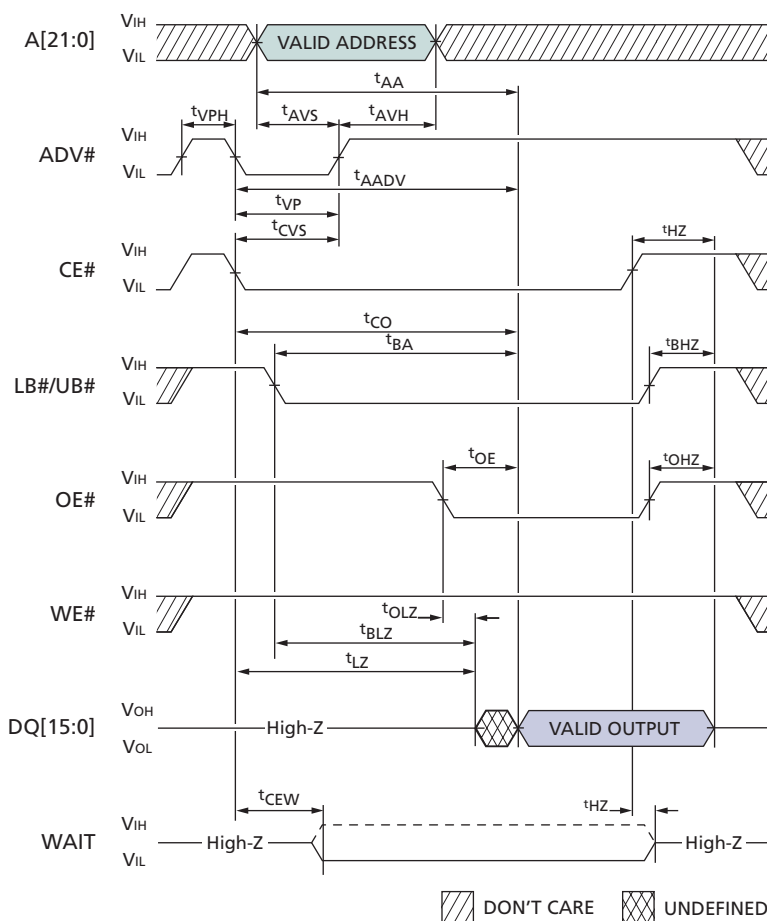 A[21:0] VIH VIL VALID ADDRESS
tAA
tVPH tAVS tAVH
ADV# VIH VIL
tAADV
tVP
tCVS
CE# VIH VIL tHZ
tCO
tBA tBHZ
LB#/UB# VIH VIL
tOE tOHZ
OE# VIH VIL
WE# VIH VIL
tOLZ
tBLZ
tLZ
DQ[15:0] VOH VOL High-Z VALID OUTPUT
tCEW tHZ
WAIT VIH VIL High-Z High-Z
DON'T CARE UNDEFINED